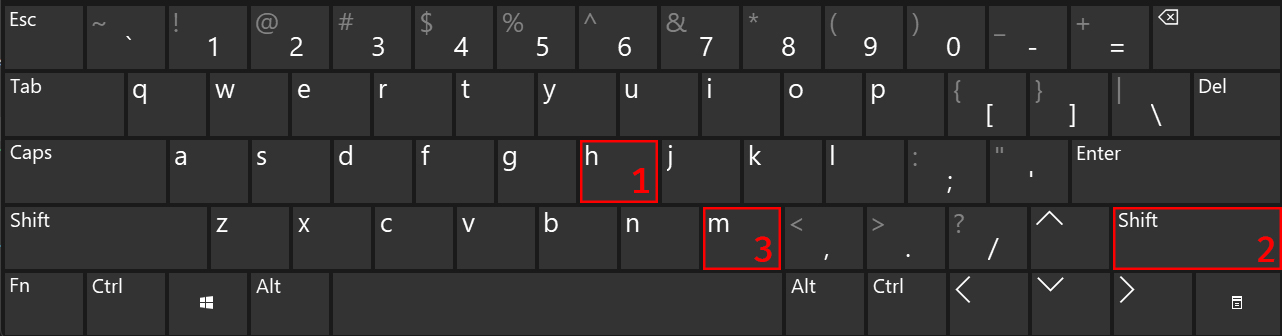 Esc ~ ` ! 1 @ 2 # 3 $ 4 % 5 ^ 6 & 7 * 8 ( 9 ) 0 _ - + =
Tab q w e r t y u i o p { [ } ] | \ Del
Caps a s d f g h 1 j k l : ; " ' Enter
Shift z x c v b n m 3 < , > . ? / Shift 2
Fn Ctrl Alt Alt Ctrl